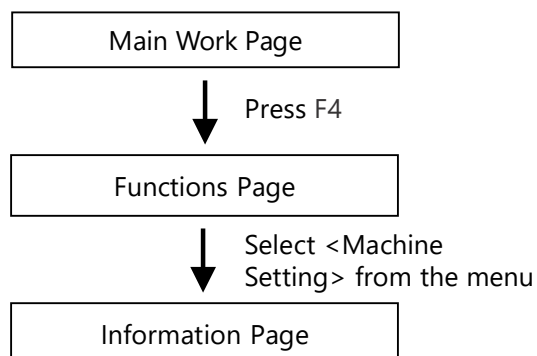 Main Work Page
Press F4
Functions Page
Select <Machine
Setting> from the menu
Information Page